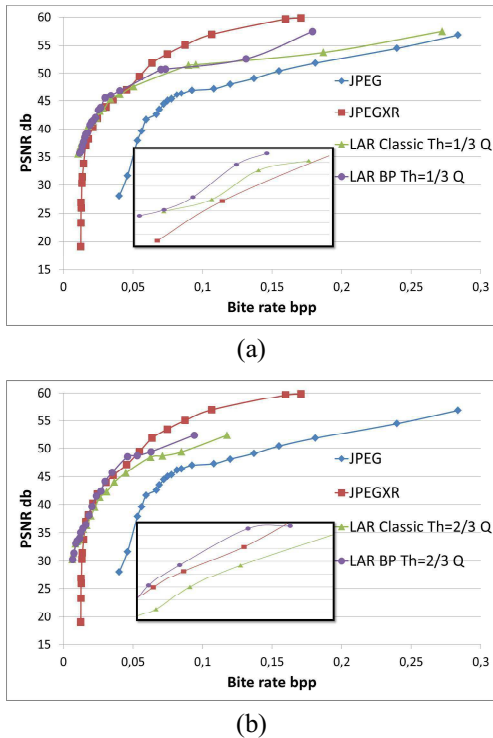 60
55
50
45
40
35
30
25
20
15
PSNR db
JPEG
JPEGXR
LAR Classic Th=1/3 Q
LAR BP Th=1/3 Q
0
0,05
0,1
0,15
0,2
0,25
0,3
Bite rate bpp
(a)
60
55
50
45
40
35
30
25
20
15
PSNR db
JPEG
JPEGXR
LAR Classic Th=2/3 Q
LAR BP Th=2/3 Q
0
0,05
0,1
0,15
0,2
0,25
0,3
Bite rate bpp
(b)